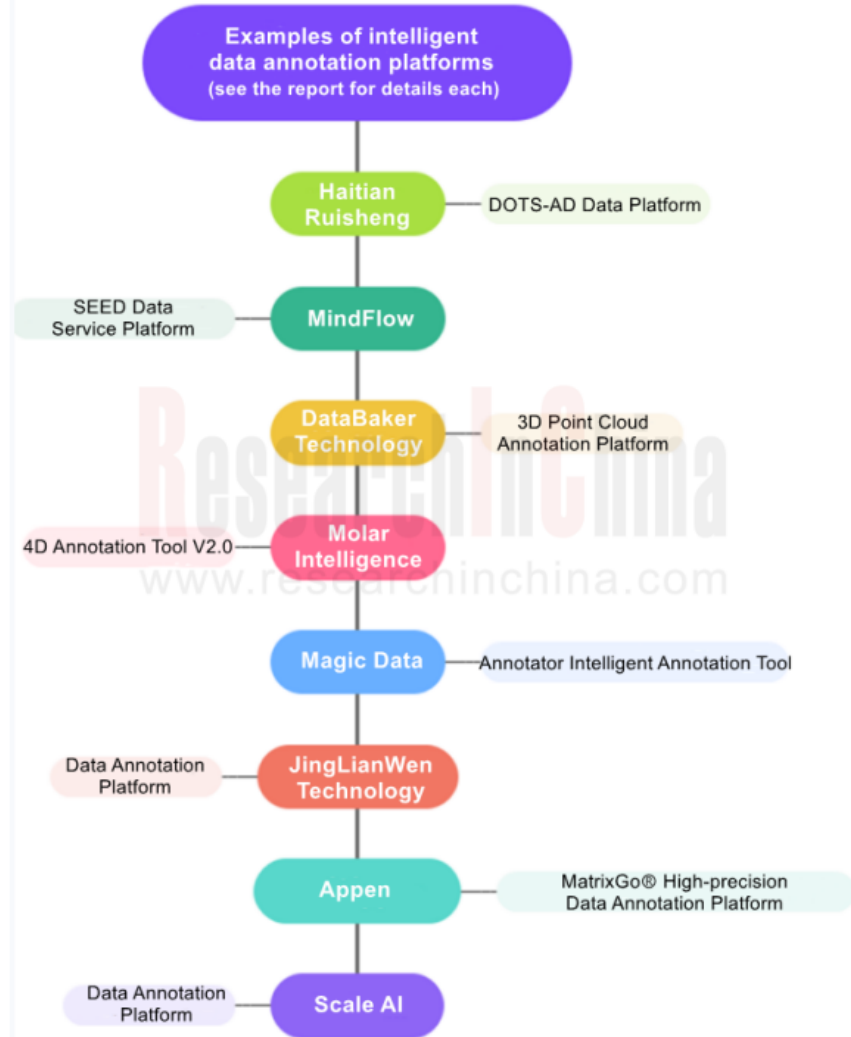 Examples of intelligent
data annotation platforms
(see the report for details each)
Haitian
Ruisheng
DOTS-AD Data Platform
SEED Data
Service Platform
MindFlow
DataBaker
Technology
3D Point Cloud
Annotation Platform
ResearchInChina
4D Annotation Tool V2.0
Molar
Intelligence
www.researchinchina.com
Magic Data
Annotator Intelligent Annotation Tool
Data Annotation
Platform
JingLianWen
Technology
Appen
MatrixGo® High-precision
Data Annotation Platform
Data Annotation
Platform
Scale AI